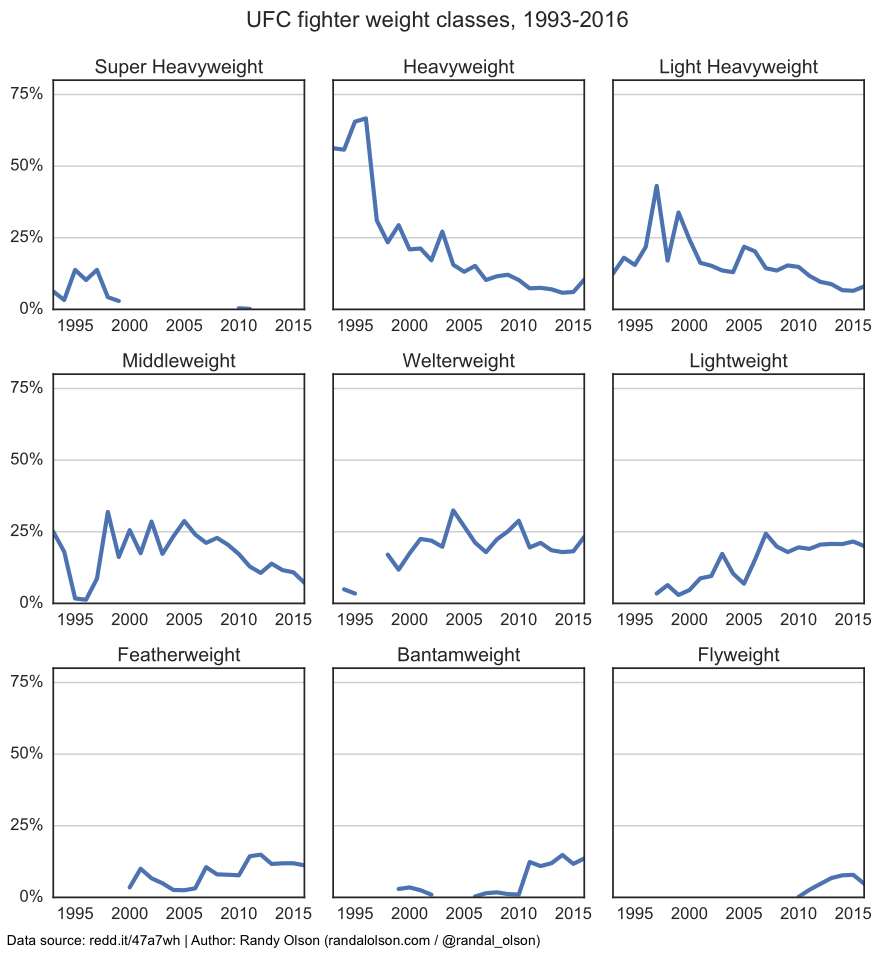 UFC fighter weight classes, 1993-2016
Super Heavyweight Heavyweight Light Heavyweight
75%
50%
25%
0%
1995 2000 2005 2010 2015 1995 2000 2005 2010 2015 1995 2000 2005 2010 2015
Middleweight Welterweight Lightweight
75%
50%
25%
0%
1995 2000 2005 2010 2015 1995 2000 2005 2010 2015 1995 2000 2005 2010 2015
Featherweight Bantamweight Flyweight
75%
50%
25%
0%
1995 2000 2005 2010 2015 1995 2000 2005 2010 2015 1995 2000 2005 2010 2015
Data source: redd.it/47a7wh | Author: Randy Olson (randalolson.com / @randal_olson)